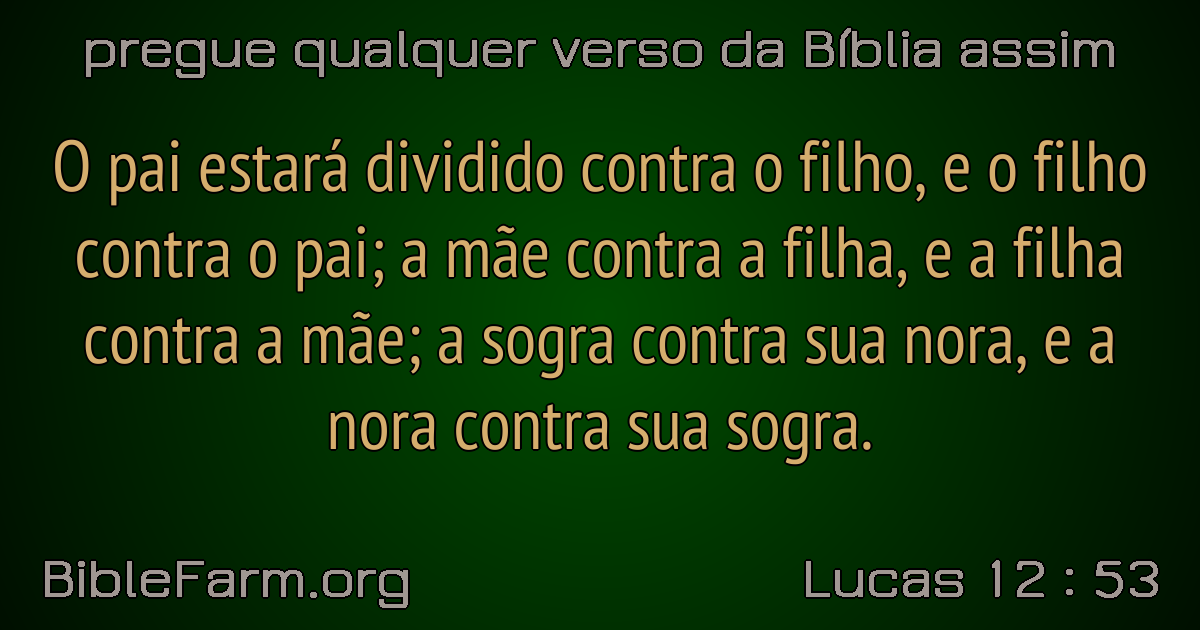 pregue qualquer verso da Bíblia assim
O pai estará dividido contra o filho, e o filho
contra o pai; a mãe contra a filha, e a filha
contra a mãe; a sogra contra sua nora, e a
nora contra sua sogra.
BibleFarm.org
Lucas 12 : 53